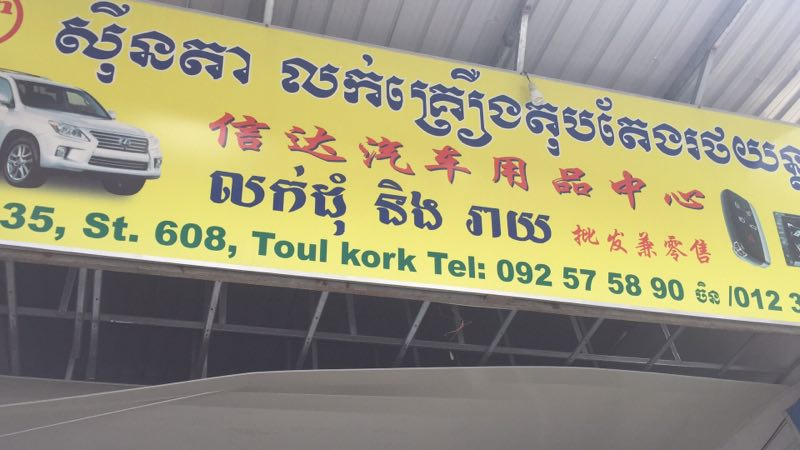 ស៊ីនតា លក់គ្រឿងតុបតែងរថយន្ត
信达汽车用品中心
លក់ដុំ និង រាយ 批发兼零售
35, St. 608, Toul kork Tel: 092 57 58 90 ចិន /012 3